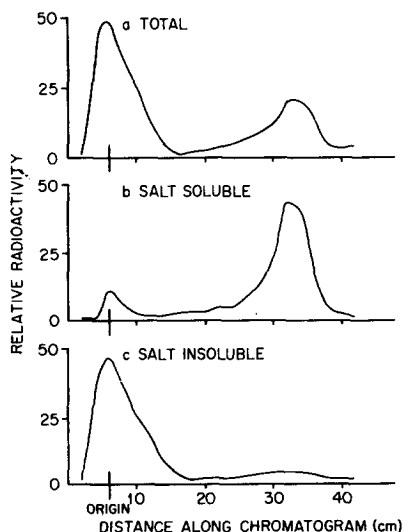 50
a TOTAL
25
0
50
b SALT SOLUBLE
25
0
50
c SALT INSOLUBLE
25
0
RELATIVE RADIOACTIVITY
ORIGIN 10 20 30 40
DISTANCE ALONG CHROMATOGRAM (cm)